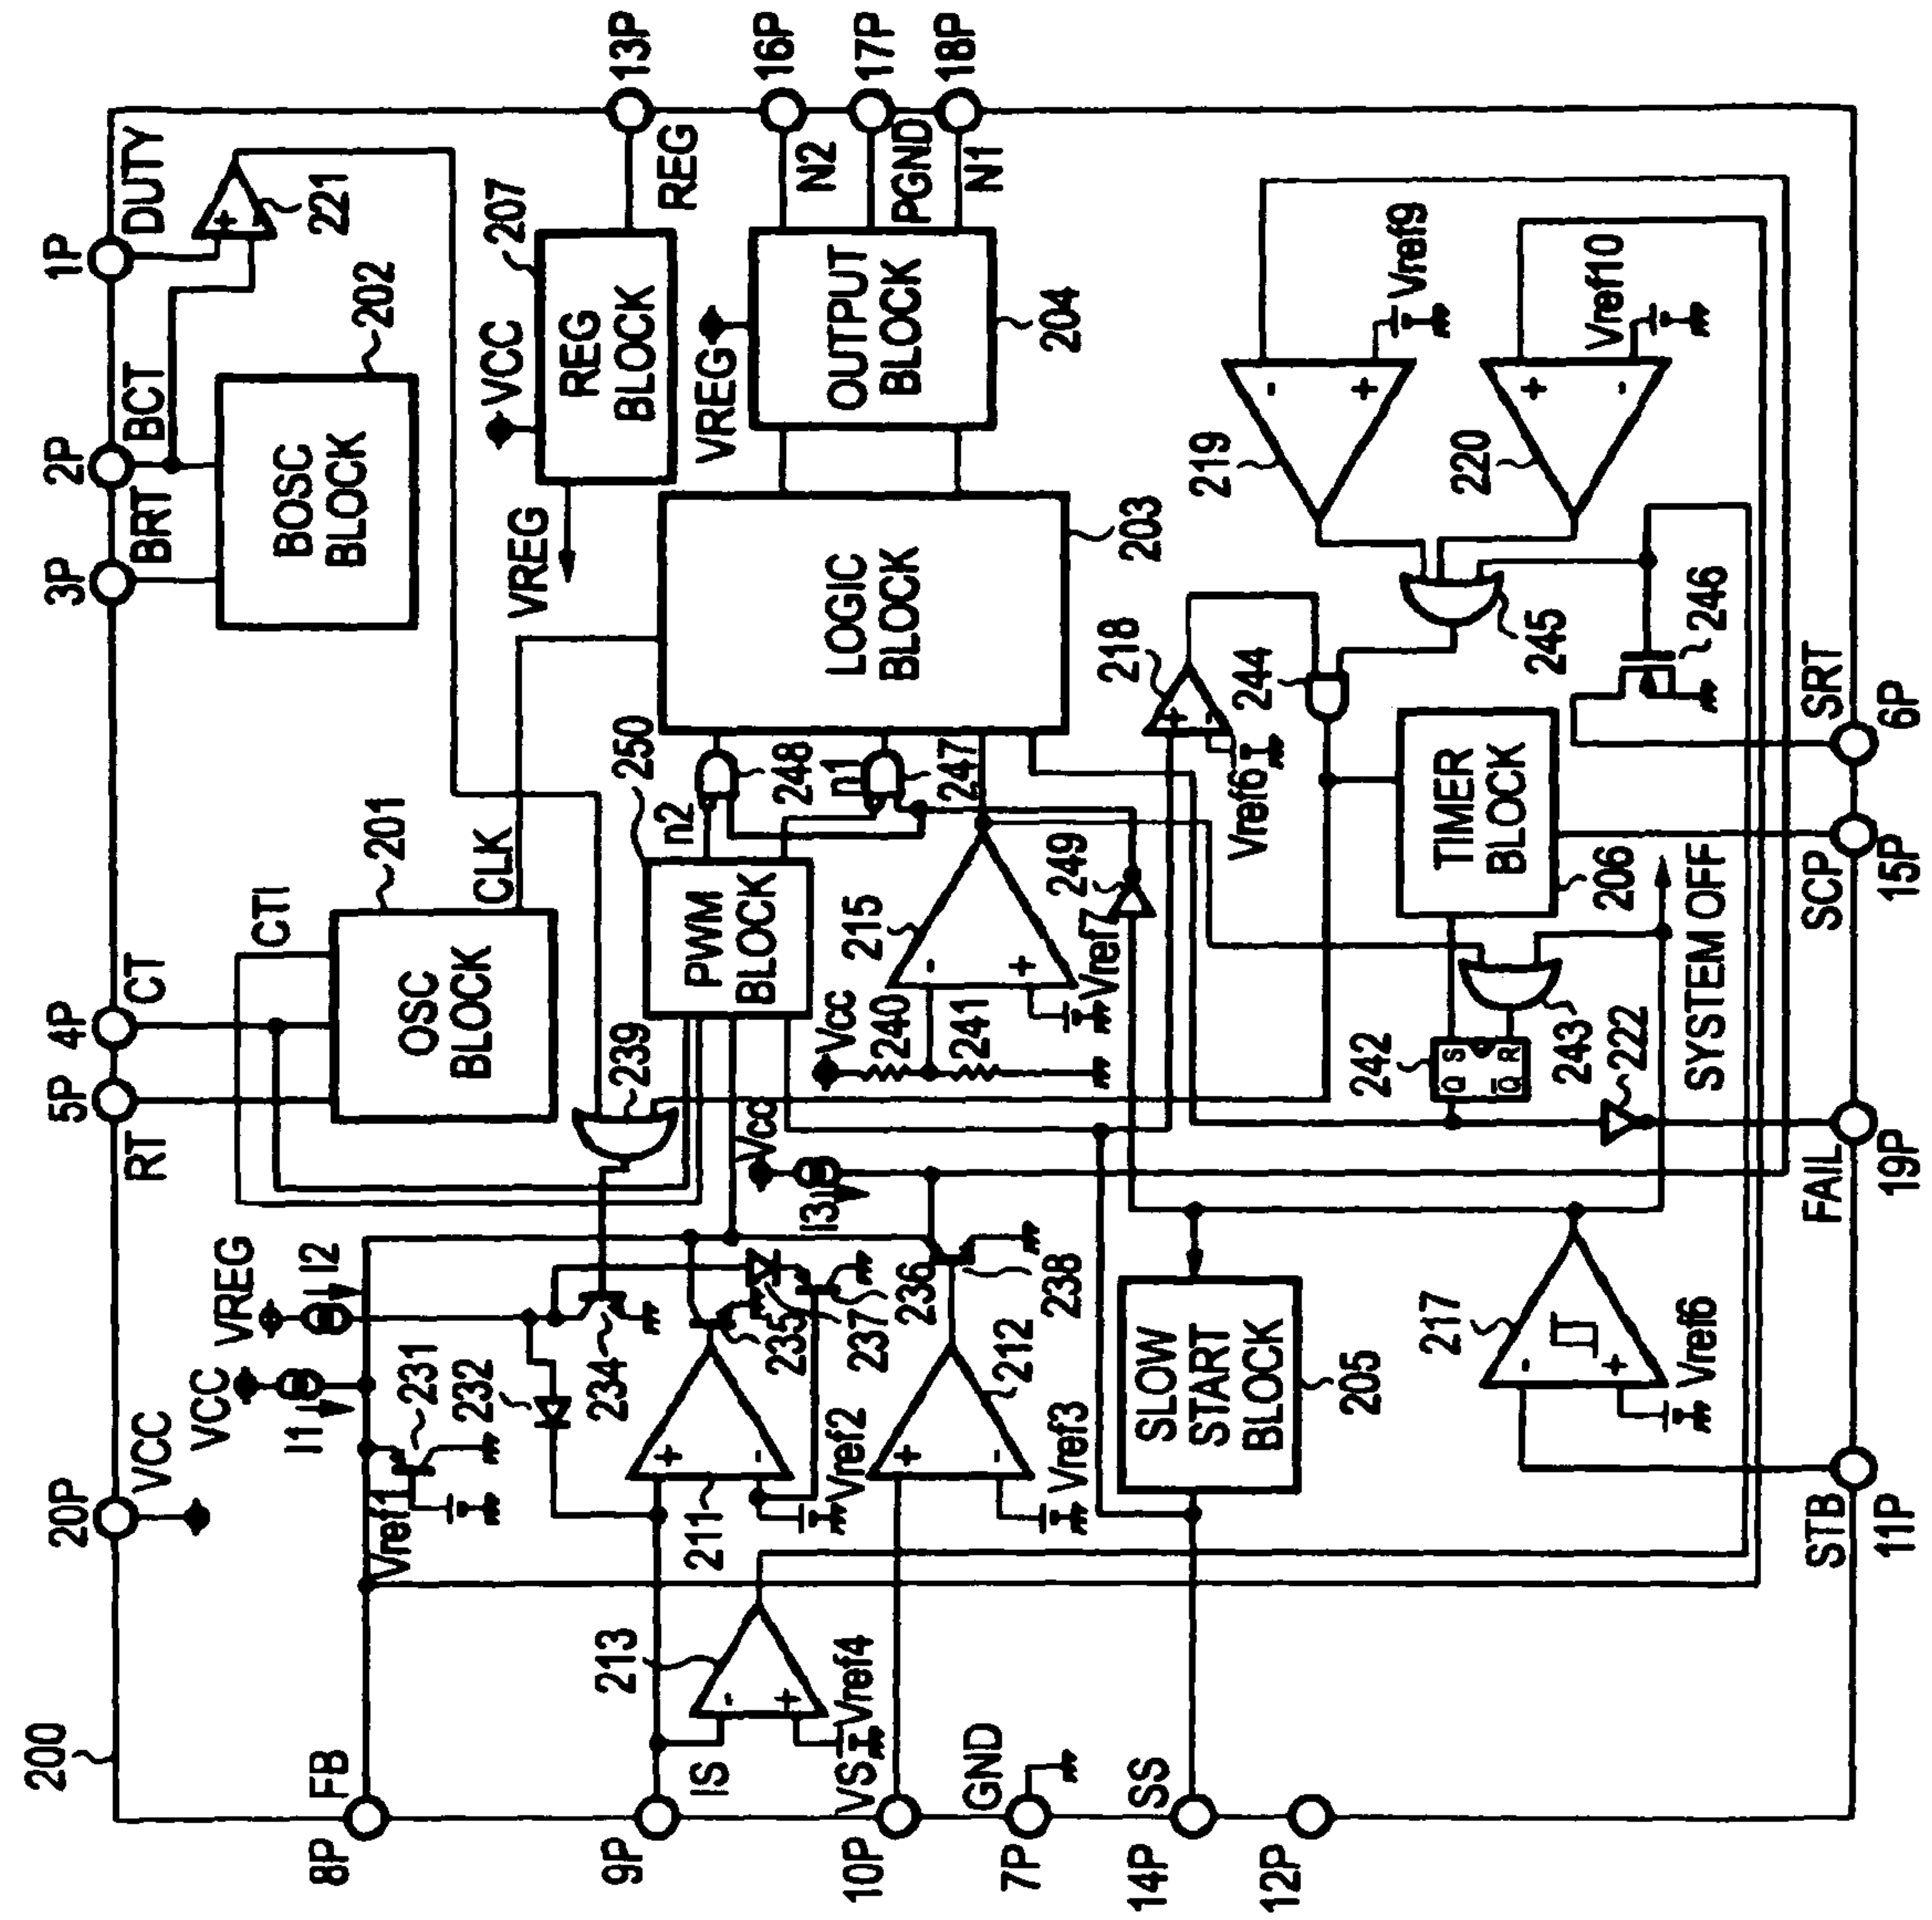 200
20P
VCC
5P
RT
4P
CT
3P
BRT
2P
BCT
1P
DUTY
VCC
I1
VREG
I2
CTI
OSC
BLOCK
201
CLK
BOSC
BLOCK
202
+
221
8P
FB
Vref1
231
232
234
239
250
PWM
BLOCK
n2
248
n1
247
VREG
VCC
REG
BLOCK
207
REG
13P
9P
IS
213
-
+
Vref4
211
+
-
Vref2
235
237
236
Vcc
I3
Vcc
240
241
215
-
+
Vref7
249
LOGIC
BLOCK
203
VREG
OUTPUT
BLOCK
204
N2
16P
PGND
17P
N1
18P
10P
VS
+
-
212
Vref3
238
7P
GND
14P
SS
12P
SLOW
START
BLOCK
205
218
+
-
Vref6
244
219
-
+
Vref9
220
+
-
Vref10
245
246
217
-
+
Vref6
242
S
Q
R
Q
243
222
TIMER
BLOCK
206
SYSTEM OFF
STB
11P
FAIL
19P
SCP
15P
SRT
6P